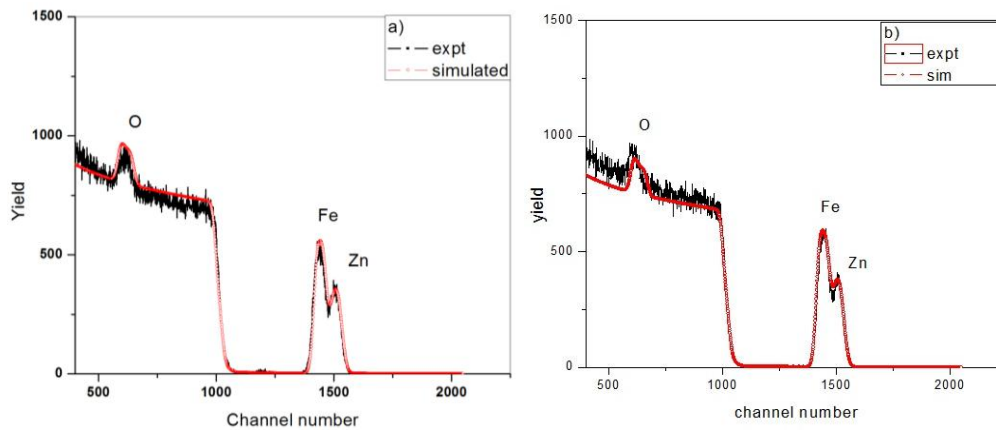 a)
expt
simulated
1500
1000
500
0
Yield
O
Fe
Zn
500
1000
1500
2000
Channel number
b)
expt
sim
1500
1000
500
0
yield
O
Fe
Zn
500
1000
1500
2000
channel number